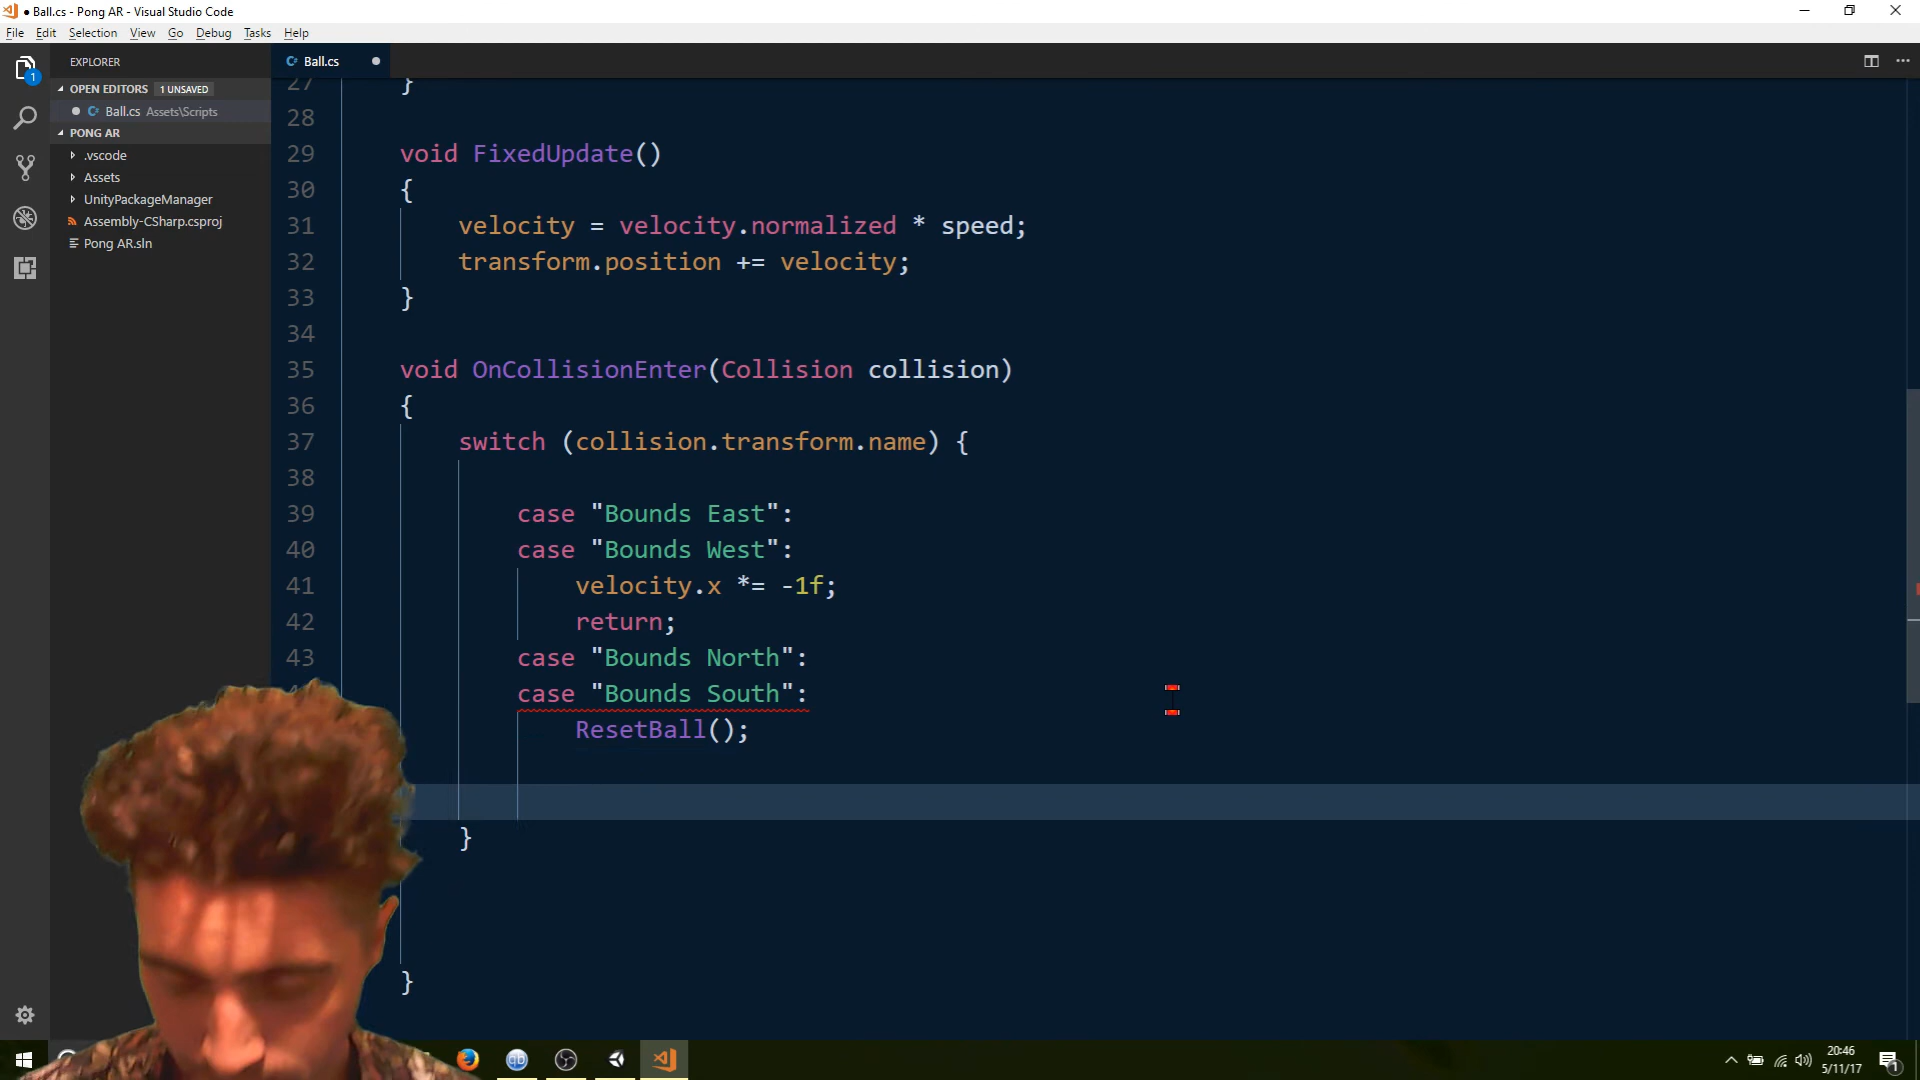 Ball.cs - Pong AR - Visual Studio Code
File Edit Selection View Go Debug Tasks Help
EXPLORER
Ball.cs
1
OPEN EDITORS 1 UNSAVED
Ball.cs Assets\Scripts
PONG AR
.vscode
Assets
UnityPackageManager
Assembly-CSharp.csproj
Pong AR.sln
27 }
28
29 void FixedUpdate()
30 {
31 velocity = velocity.normalized * speed;
32 transform.position += velocity;
33 }
34
35 void OnCollisionEnter(Collision collision)
36 {
37 switch (collision.transform.name) {
38
39 case "Bounds East":
40 case "Bounds West":
41 velocity.x *= -1f;
42 return;
43 case "Bounds North":
case "Bounds South":
ResetBall();
}
}
qb
20:46
5/11/17
1